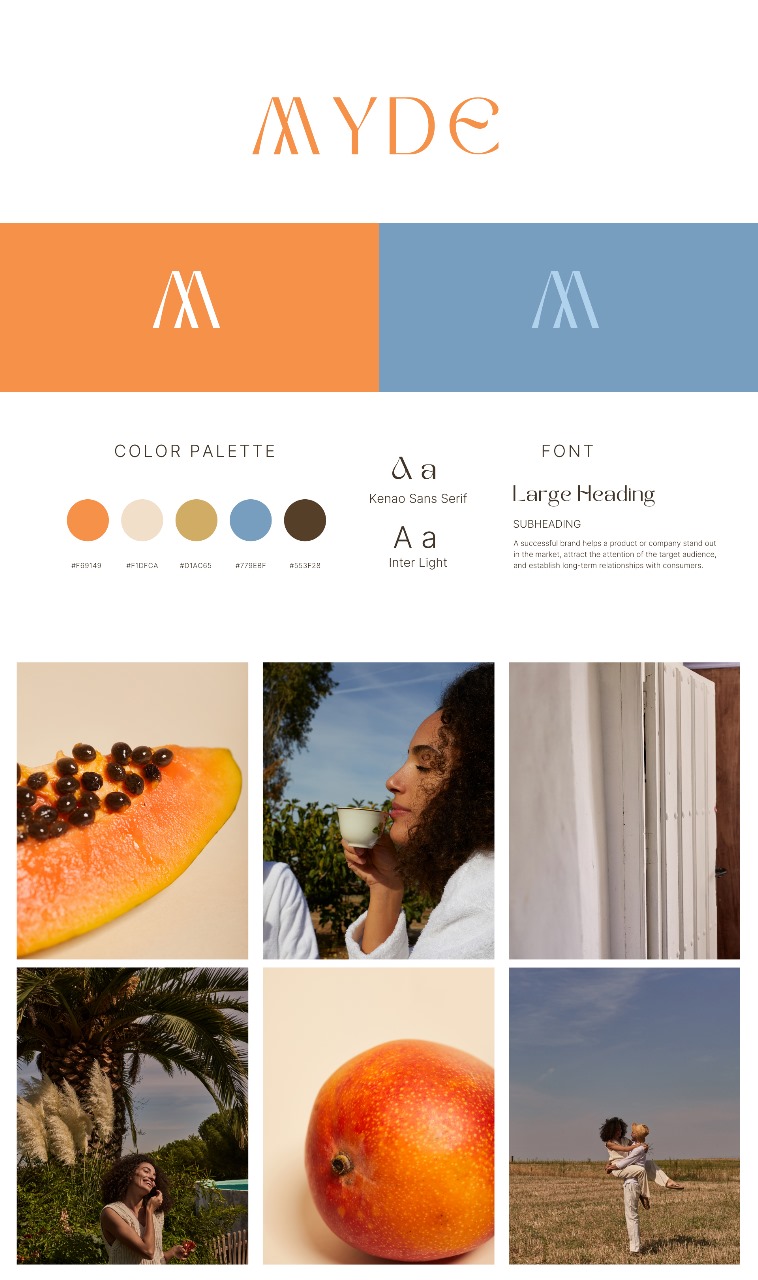 MYDE
M
M
COLOR PALETTE
#F69149
#F1DFCA
#D1AC65
#779EBF
#553F28
A a
Kenao Sans Serif
A a
Inter Light
FONT
Large Heading
SUBHEADING
A successful brand helps a product or company stand out
in the market, attract the attention of the target audience,
and establish long-term relationships with consumers.